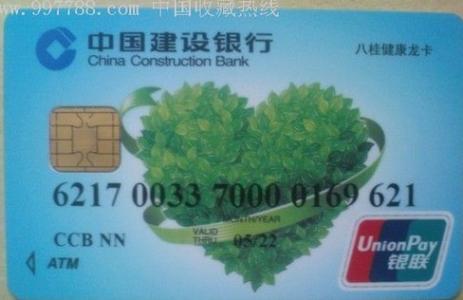 www.997788.com 中国收藏热线
中国建设银行
China Construction Bank
八桂健康龙卡
6217 0033 7000 0169 621
MONTH/YEAR
VALID THRU 05/22
CCB NN
ATM
UnionPay
银联